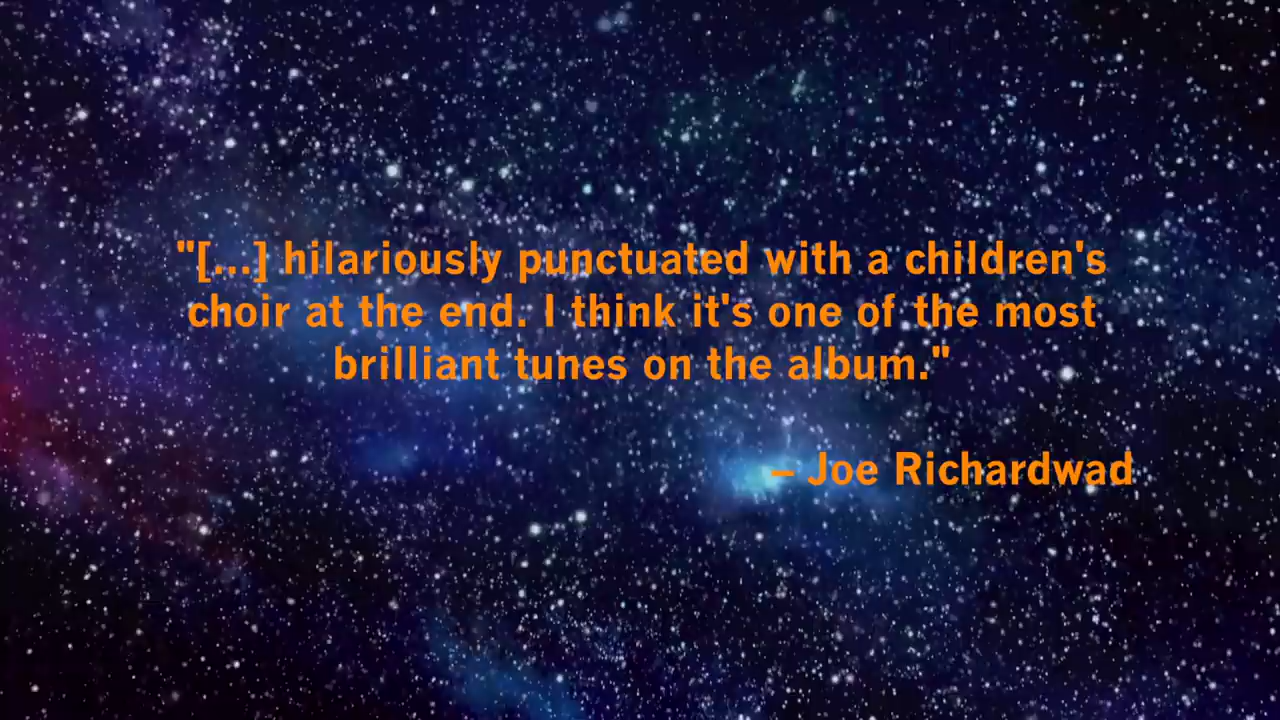 "[...] hilariously punctuated with a children's
choir at the end. I think it's one of the most
brilliant tunes on the album."
– Joe Richardwad